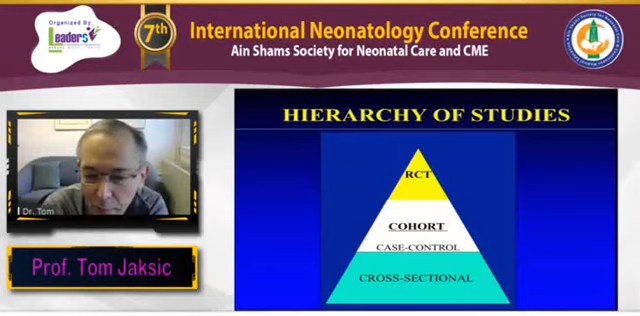 Organized By
Leaders
7th
International Neonatology Conference
Ain Shams Society for Neonatal Care and CME
Dr. Tom
Prof. Tom Jaksic
HIERARCHY OF STUDIES
RCT
COHORT
CASE-CONTROL
CROSS-SECTIONAL